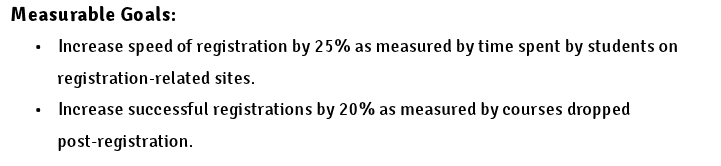 Measurable Goals:
• Increase speed of registration by 25% as measured by time spent by students on
registration-related sites.
• Increase successful registrations by 20% as measured by courses dropped
post-registration.